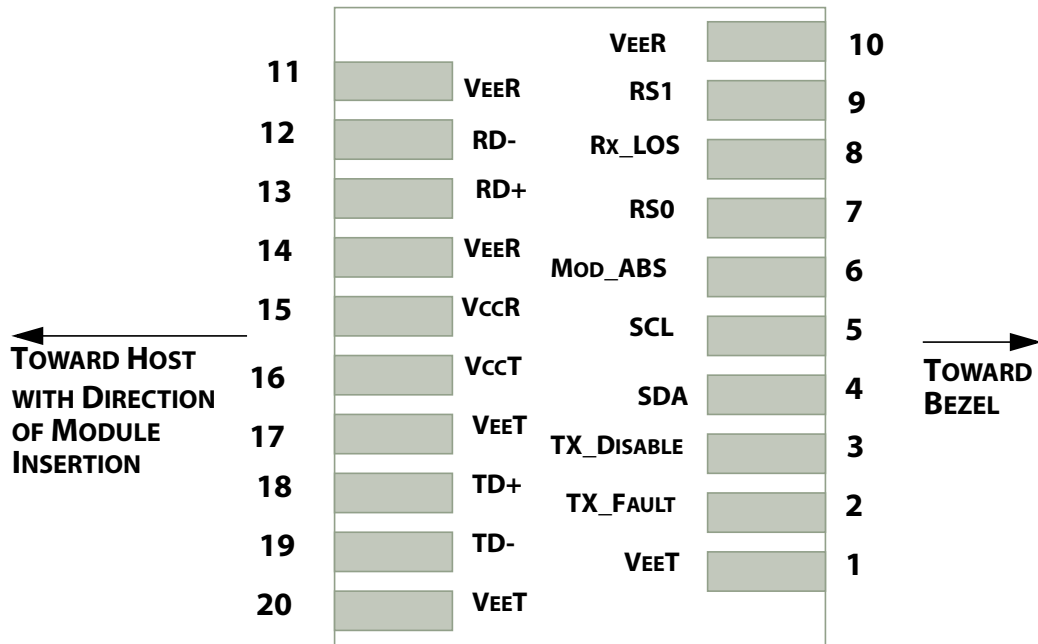 VEER 10
11 VEER
RS1 9
12 RD-
Rx_LOS 8
13 RD+
RS0 7
14 VEER
MOD_ABS 6
15 VCCR
SCL 5
TOWARD HOST
WITH DIRECTION
OF MODULE
INSERTION
16 VCCT
TOWARD
BEZEL
SDA 4
17 VEET
TX_DISABLE 3
18 TD+
TX_FAULT 2
19 TD-
VEET 1
20 VEET